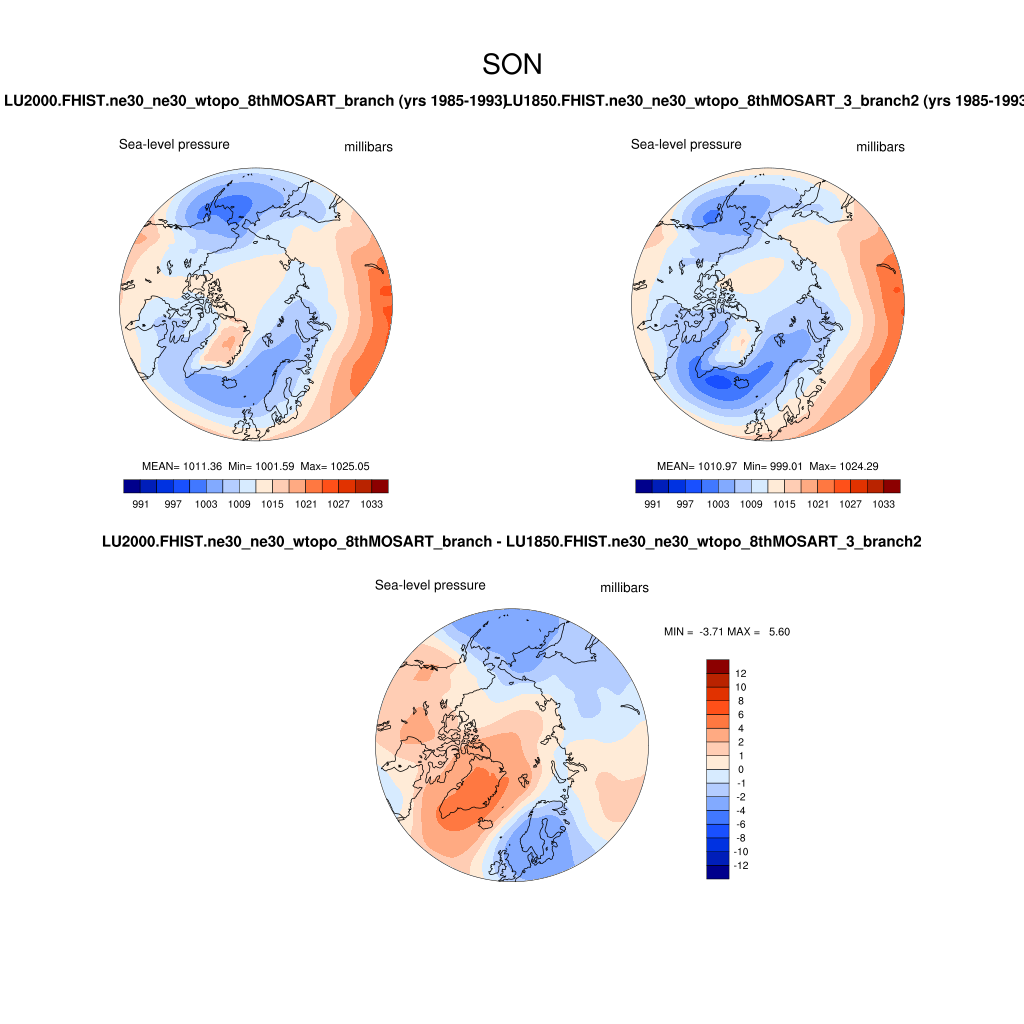 SON
LU2000.FHIST.ne30_ne30_wtopo_8thMOSART_branch (yrs 1985-1993)
LU1850.FHIST.ne30_ne30_wtopo_8thMOSART_3_branch2 (yrs 1985-1993
Sea-level pressure millibars
Sea-level pressure millibars
MEAN= 1011.36 Min= 1001.59 Max= 1025.05
991 997 1003 1009 1015 1021 1027 1033
MEAN= 1010.97 Min= 999.01 Max= 1024.29
991 997 1003 1009 1015 1021 1027 1033
LU2000.FHIST.ne30_ne30_wtopo_8thMOSART_branch - LU1850.FHIST.ne30_ne30_wtopo_8thMOSART_3_branch2
Sea-level pressure millibars
MIN = -3.71 MAX = 5.60
12
10
8
6
4
2
1
0
-1
-2
-4
-6
-8
-10
-12